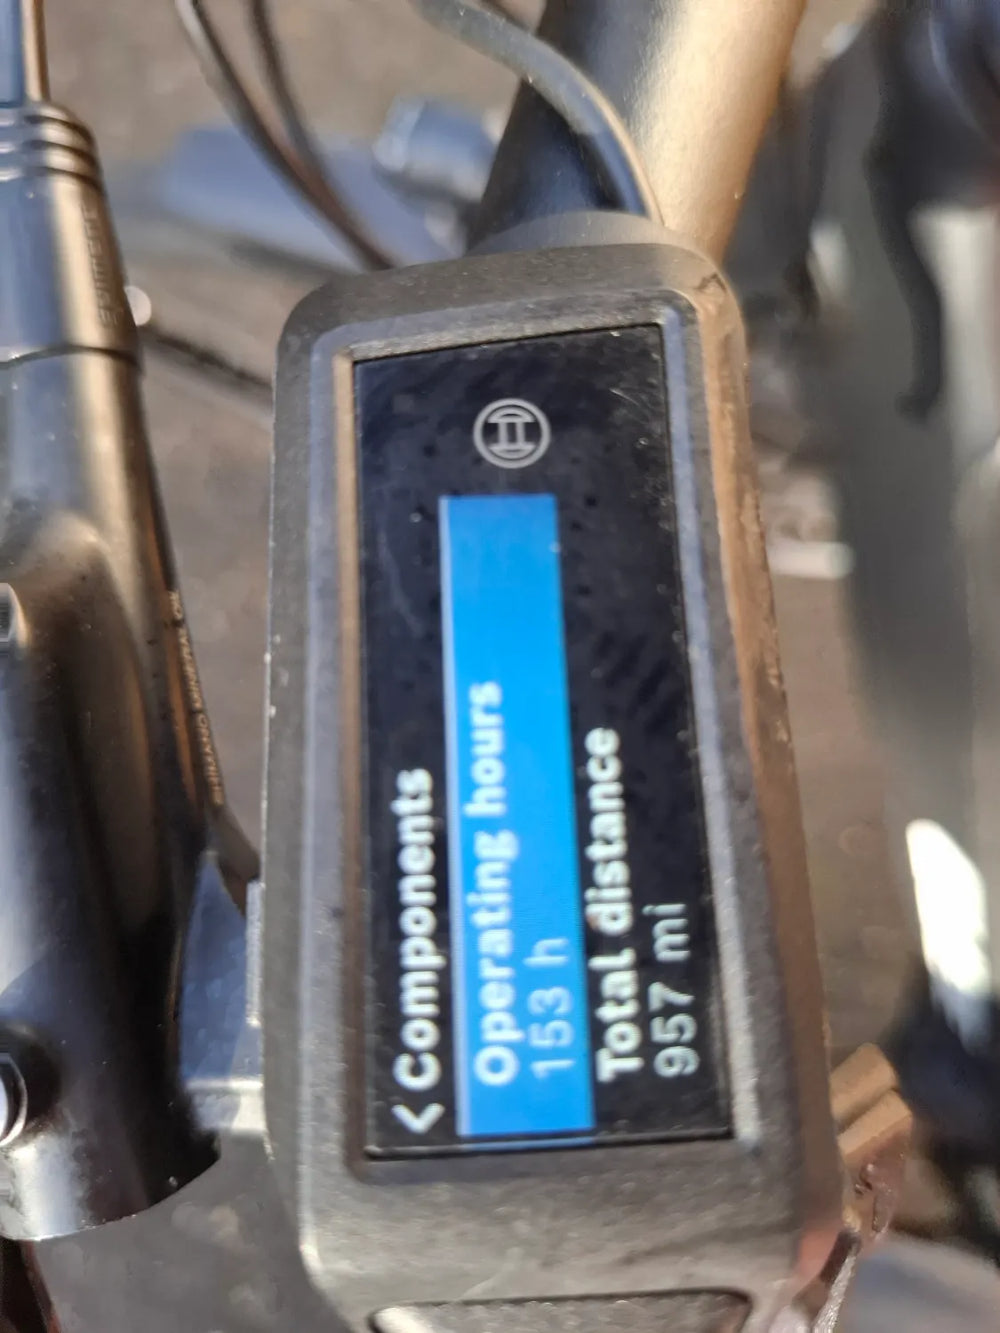 < Components
Operating hours
153 h
Total distance
957 mi